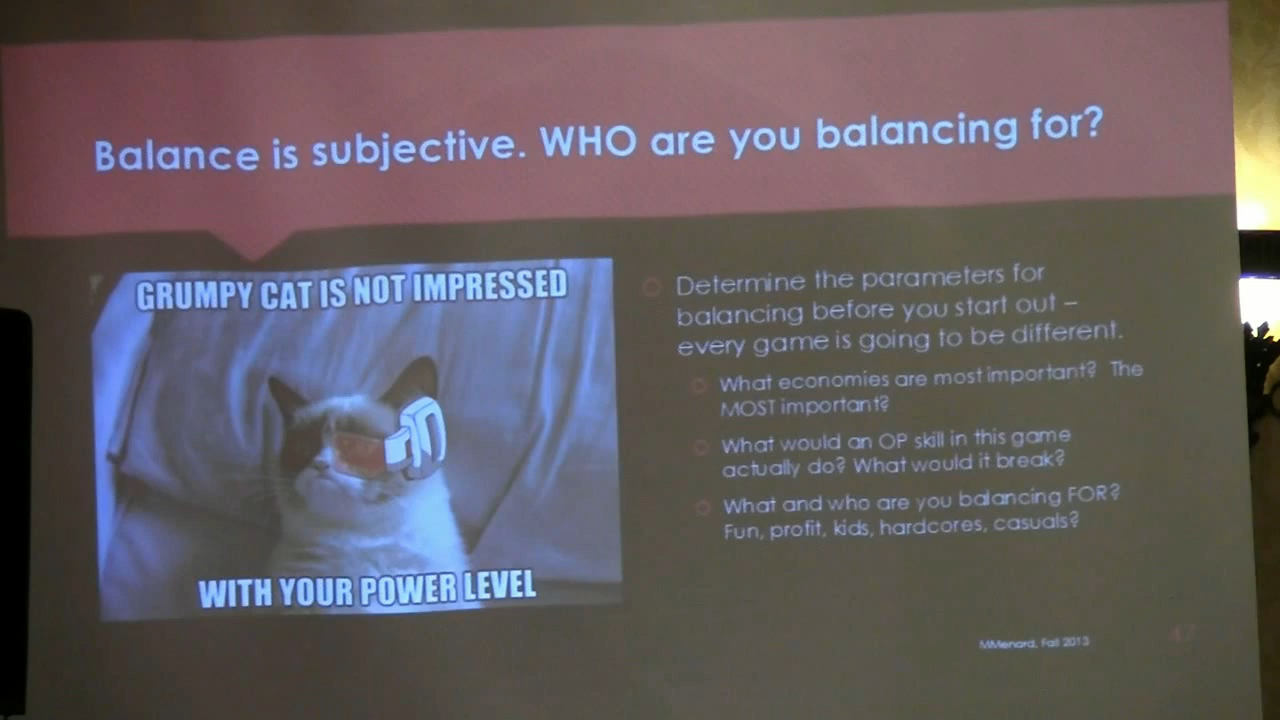 Balance is subjective. WHO are you balancing for?
GRUMPY CAT IS NOT IMPRESSED
WITH YOUR POWER LEVEL
Determine the parameters for
balancing before you start out –
every game is going to be different.
What economies are most important? The
MOST important?
What would an OP skill in this game
actually do? What would it break?
What and who are you balancing FOR?
Fun, profit, kids, hardcores, casuals?
MMenard, Fall 2013
47